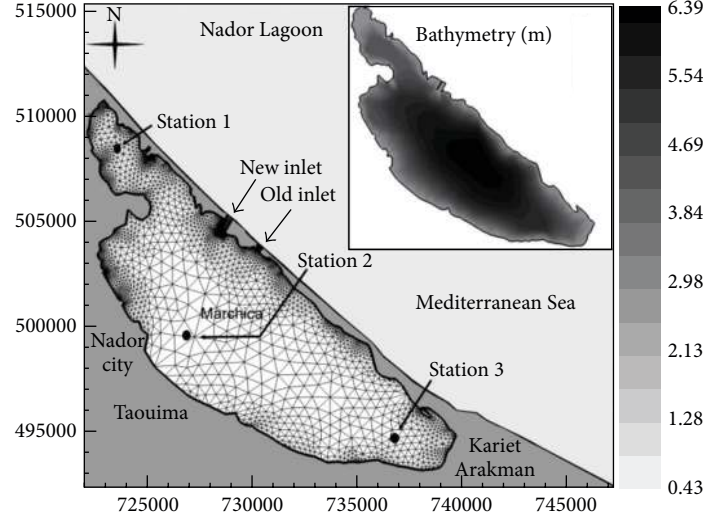 515000
510000
505000
500000
495000
725000
730000
735000
740000
745000
N
Nador Lagoon
Bathymetry (m)
Station 1
New inlet
Old inlet
Station 2
Marchica
Mediterranean Sea
Nador
city
Station 3
Taouima
Kariet
Arakman
6.39
5.54
4.69
3.84
2.98
2.13
1.28
0.43